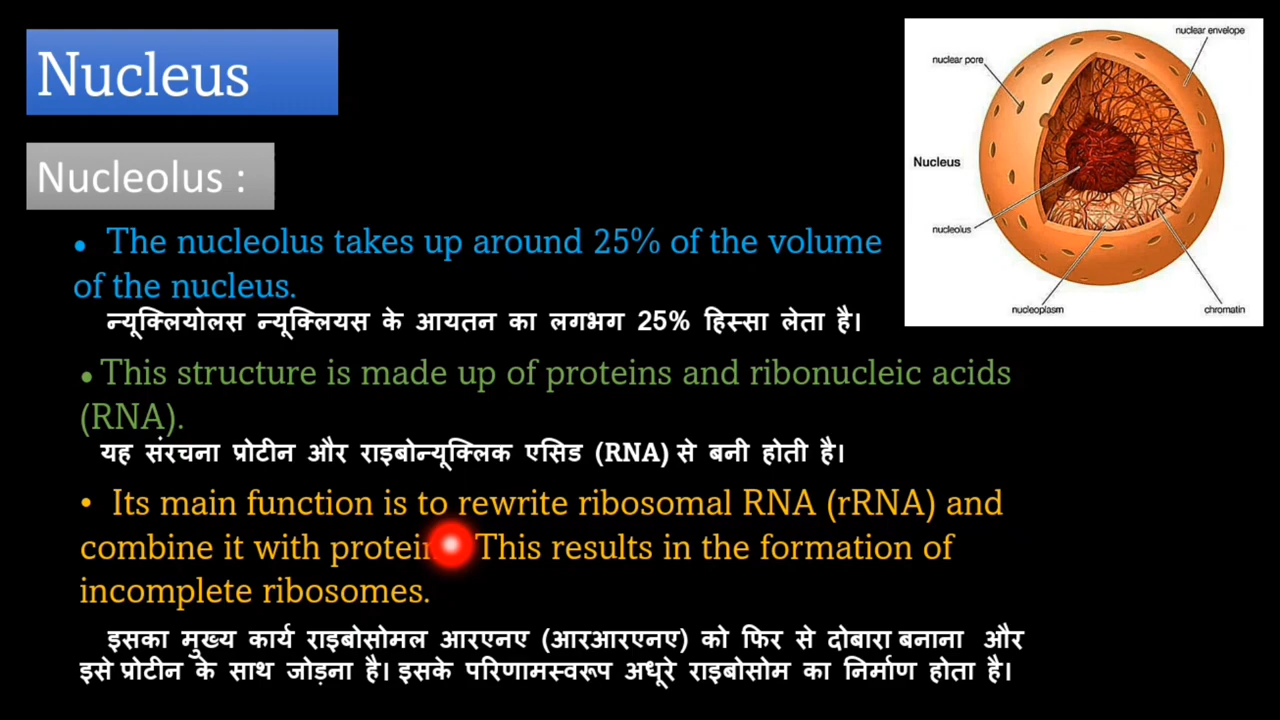 Nucleus
Nucleolus :
• The nucleolus takes up around 25% of the volume
of the nucleus.
न्यूक्लियोलस न्यूक्लियस के आयतन का लगभग 25% हिस्सा लेता है।
• This structure is made up of proteins and ribonucleic acids
(RNA).
यह संरचना प्रोटीन और राइबोन्यूक्लिक एसिड (RNA) से बनी होती है।
• Its main function is to rewrite ribosomal RNA (rRNA) and
combine it with This results in the formation of
incomplete ribosomes.
इसका मुख्य कार्य राइबोसोमल आरएनए (आरआरएनए) को फिर से दोबारा बनाना और
इसे प्रोटीन के साथ जोड़ना है। इसके परिणामस्वरूप अधूरे राइबोसोम का निर्माण होता है।
nuclear envelope
nuclear pore
Nucleus
nucleolus
nucleoplasm
chromatin